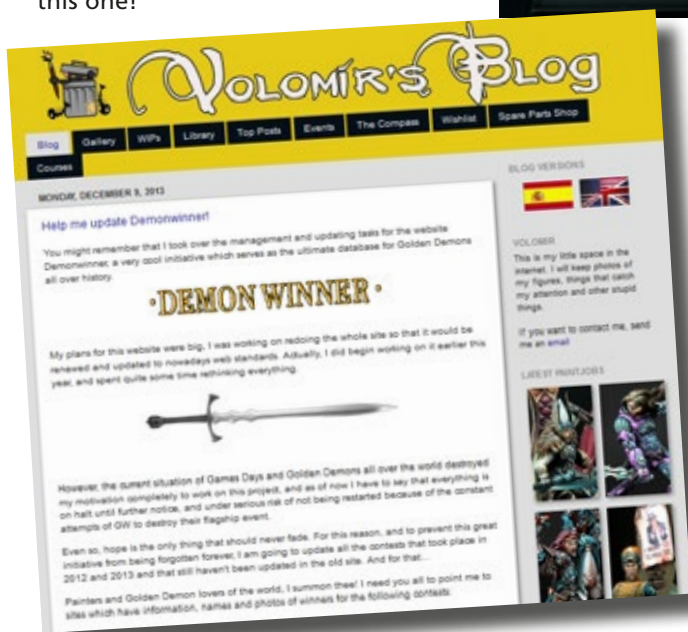 this one!
VOLOMIR'S BLOG
Blog Gallery WIPs Library Top Posts Events The Compass Wishlist Spare Parts Shop
Courses
MONDAY, DECEMBER 9, 2013
Help me update Demonwinner!
You might remember that I took over the management and updating tasks for the website
Demonwinner, a very cool initiative which serves as the ultimate database for Golden Demons
all over history.
·DEMON WINNER·
My plans for this website were big, I was working on redoing the whole site so that it would be
renewed and updated to nowadays web standards. Actually, I did begin working on it earlier this
year, and spent quite some time rethinking everything.
However, the current situation of Games Days and Golden Demons all over the world destroyed
my motivation completely to work on this project, and as of now I have to say that everything is
on halt until further notice, and under serious risk of not being restarted because of the constant
attempts of GW to destroy their flagship event.
Even so, hope is the only thing that should never fade. For this reason, and to prevent this great
initiative from being forgotten forever, I am going to update all the contests that took place in
2012 and 2013 and that still haven't been updated in the old site. And for that...
Painters and Golden Demon lovers of the world, I summon thee! I need you all to point me to
sites which have information, names and photos of winners for the following contests:
BLOG VERSIONS
VOLOMIR
This is my little space in the
internet. I will keep photos of
my figures, things that catch
my attention and other stupid
things.
If you want to contact me, send
me an email
LATEST PAINTJOBS